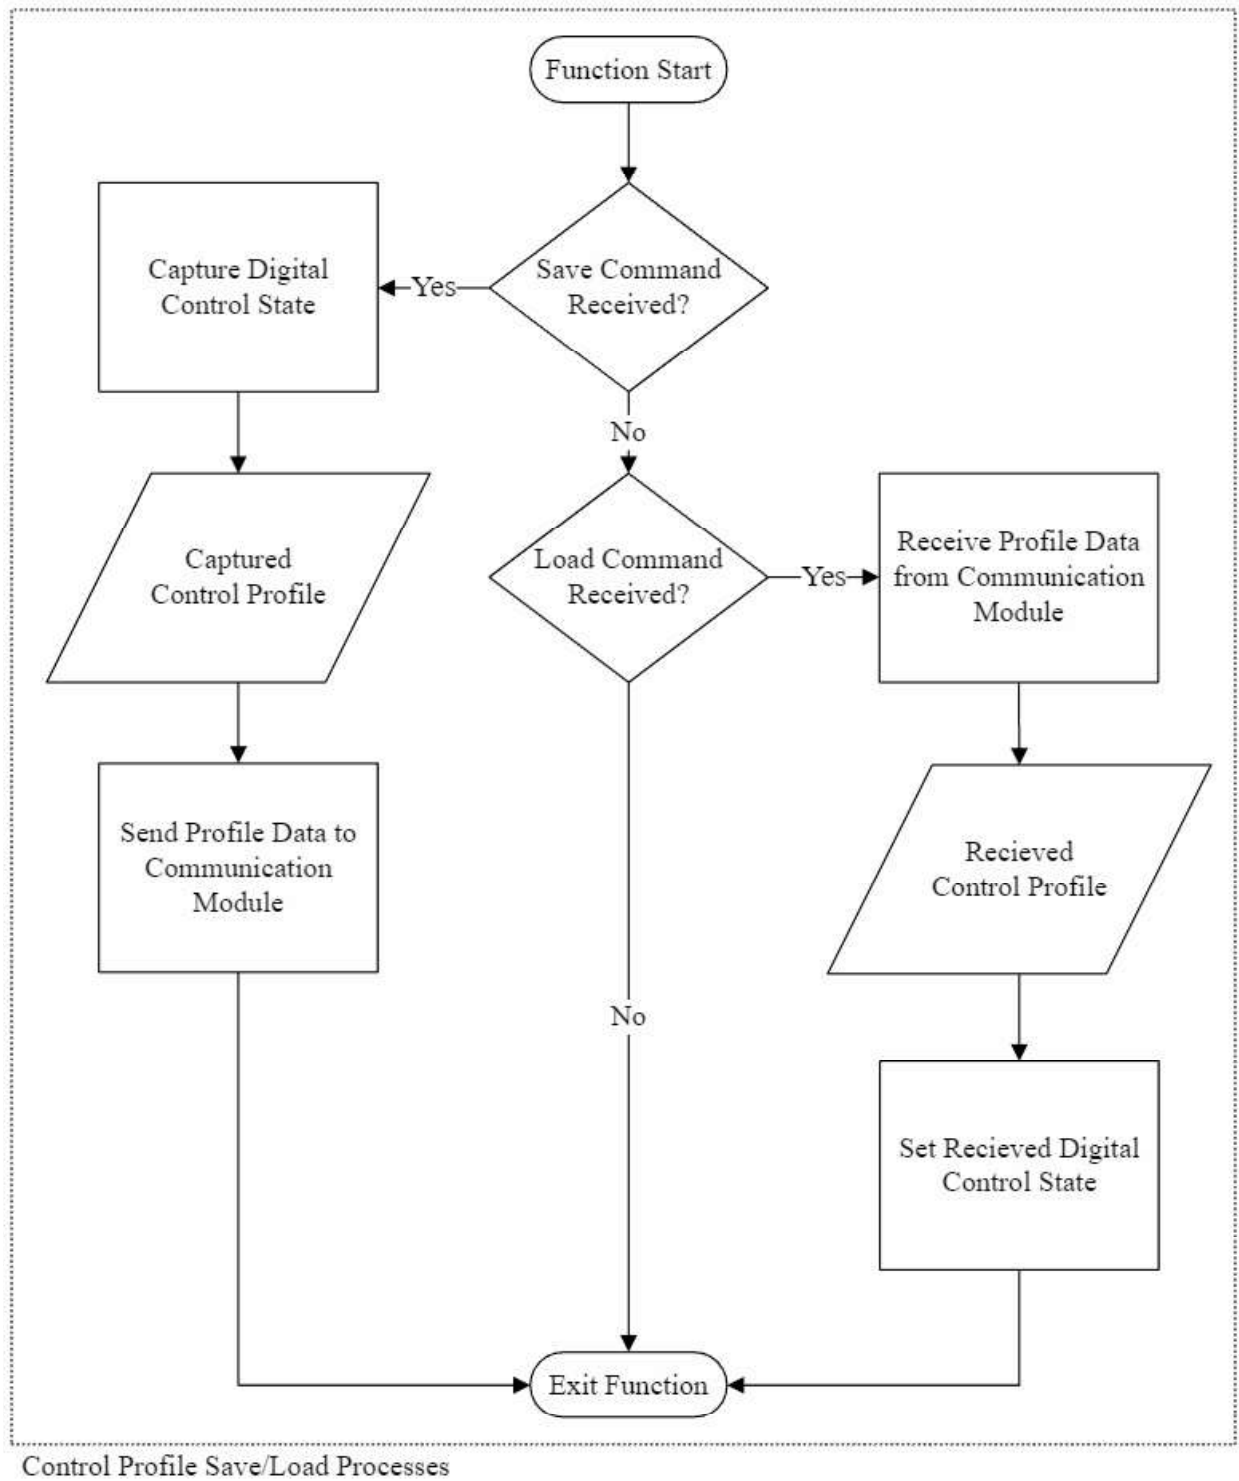 Function Start
Capture Digital
Control State
Yes
Save Command
Received?
No
Captured
Control Profile
Load Command
Received?
Yes
Receive Profile Data
from Communication
Module
Send Profile Data to
Communication
Module
Recieved
Control Profile
No
Set Recieved Digital
Control State
Exit Function
Control Profile Save/Load Processes